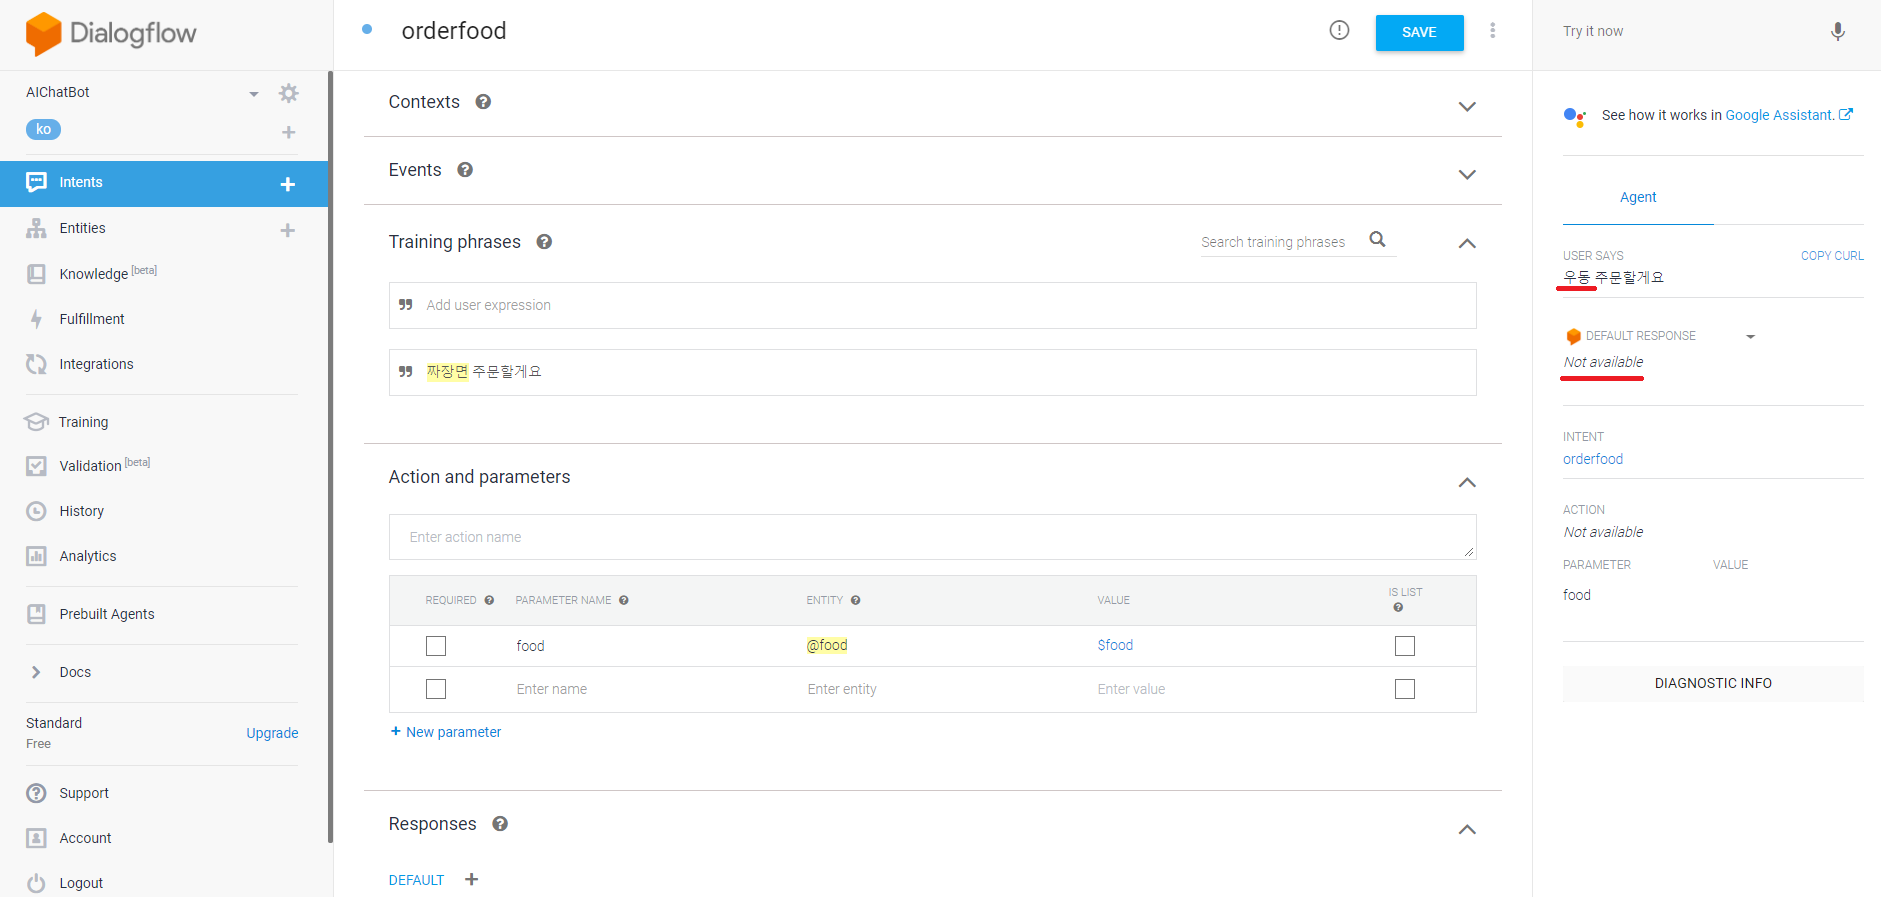 Dialogflow
AIChatBot
ko
Intents
Entities
Knowledge [beta]
Fulfillment
Integrations
Training
Validation [beta]
History
Analytics
Prebuilt Agents
Docs
Standard
Free
Upgrade
Support
Account
Logout
orderfood
SAVE
Contexts
Events
Training phrases
Search training phrases
Add user expression
짜장면 주문할게요
Action and parameters
Enter action name
REQUIRED PARAMETER NAME ENTITY VALUE IS LIST
food @food $food
Enter name Enter entity Enter value
+ New parameter
Responses
DEFAULT
Try it now
See how it works in Google Assistant.
Agent
USER SAYS COPY CURL
우동 주문할게요
DEFAULT RESPONSE
Not available
INTENT
orderfood
ACTION
Not available
PARAMETER VALUE
food
DIAGNOSTIC INFO